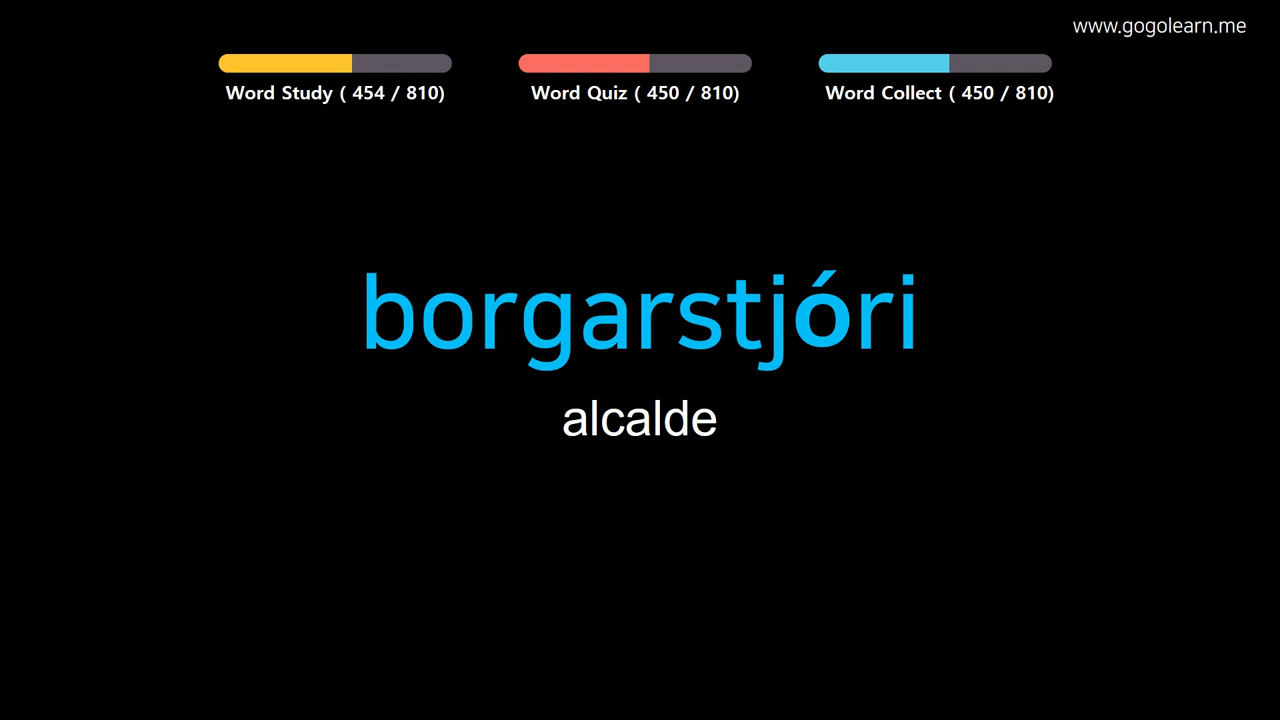 www.gogolearn.me
Word Study ( 454 / 810)
Word Quiz ( 450 / 810)
Word Collect ( 450 / 810)
borgarstjóri
alcalde